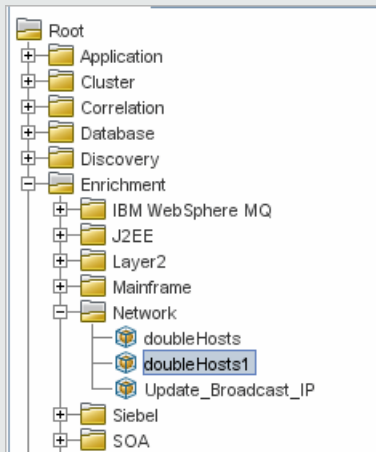 Root
Application
Cluster
Correlation
Database
Discovery
Enrichment
IBM WebSphere MQ
J2EE
Layer2
Mainframe
Network
doubleHosts
doubleHosts1
Update_Broadcast_IP
Siebel
SOA